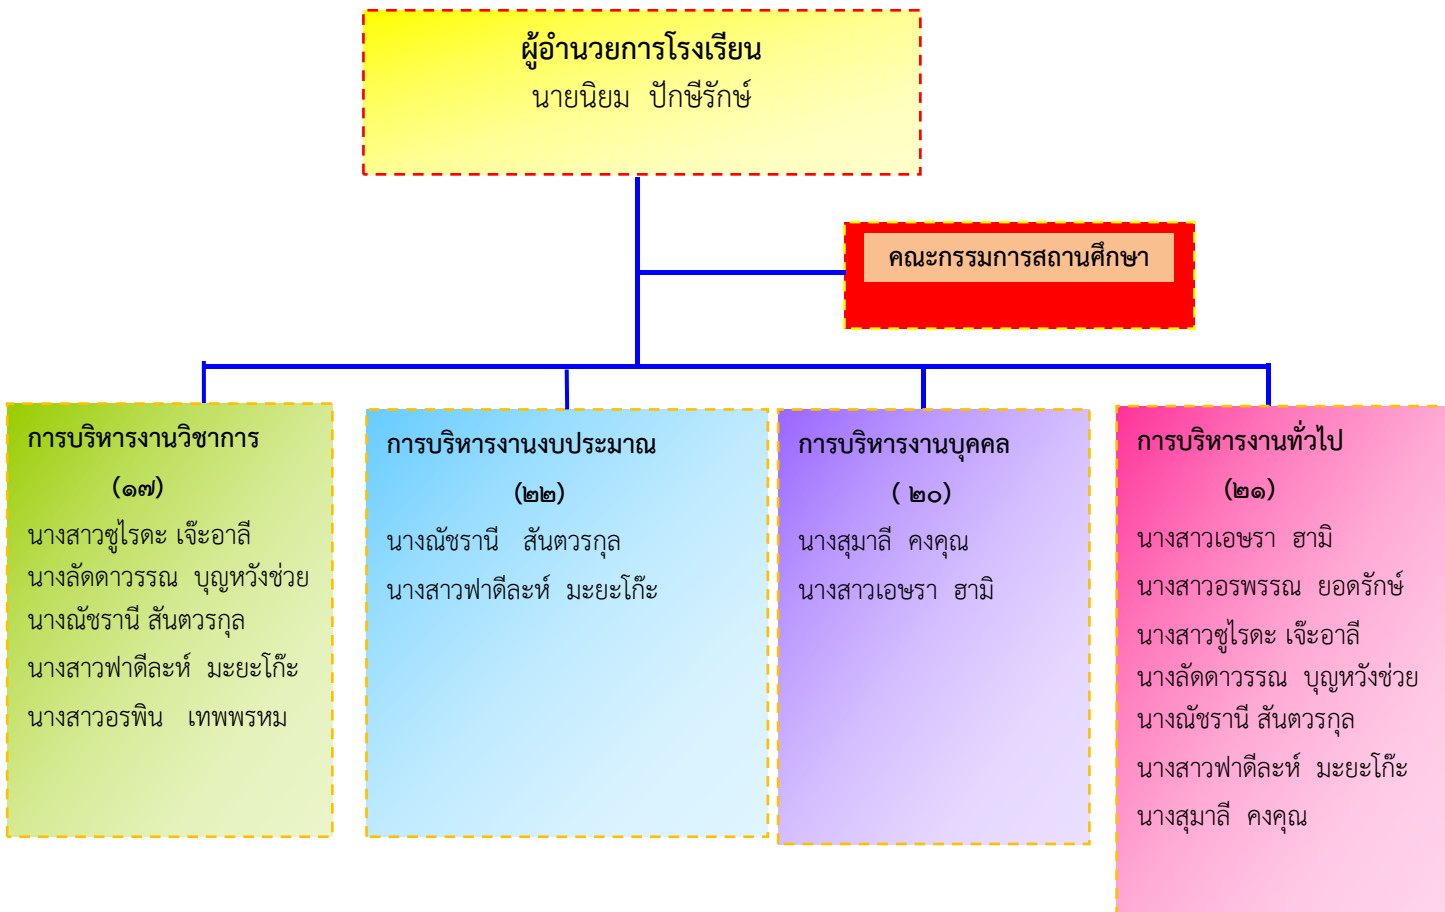 ผู้อำนวยการโรงเรียน
นายนิยม ปักษีรักษ์
คณะกรรมการสถานศึกษา
การบริหารงานวิชาการ
(๑๗)
นางสาวซูไรดะ เจ๊ะอาลี
นางลัดดาวรรณ บุญหวังช่วย
นางณัชรานี สันตวรกุล
นางสาวฟาดีละห์ มะยะโก๊ะ
นางสาวอรพิน เทพพรหม
การบริหารงานงบประมาณ
(๒๒)
นางณัชรานี สันตวรกุล
นางสาวฟาดีละห์ มะยะโก๊ะ
การบริหารงานบุคคล
( ๒๐)
นางสุมาลี คงคุณ
นางสาวเอษรา ฮามิ
การบริหารงานทั่วไป
(๒๑)
นางสาวเอษรา ฮามิ
นางสาวอรพรรณ ยอดรักษ์
นางสาวซูไรดะ เจ๊ะอาลี
นางลัดดาวรรณ บุญหวังช่วย
นางณัชรานี สันตวรกุล
นางสาวฟาดีละห์ มะยะโก๊ะ
นางสุมาลี คงคุณ